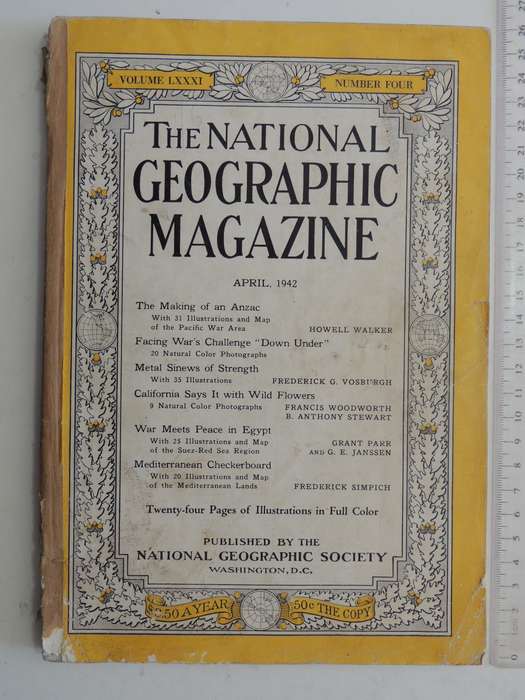 VOLUME LXXXI NUMBER FOUR
THE NATIONAL
GEOGRAPHIC
MAGAZINE
APRIL, 1942
The Making of an Anzac
With 31 Illustrations and Map
of the Pacific War Area HOWELL WALKER
Facing War's Challenge "Down Under"
20 Natural Color Photographs
Metal Sinews of Strength
With 35 Illustrations FREDERICK G. VOSBURGH
California Says It with Wild Flowers
9 Natural Color Photographs FRANCIS WOODWORTH
B. ANTHONY STEWART
War Meets Peace in Egypt
With 25 Illustrations and Map GRANT PARR
of the Suez-Red Sea Region AND G. E. JANSSEN
Mediterranean Checkerboard
With 20 Illustrations and Map
of the Mediterranean Lands FREDERICK SIMPICH
Twenty-four Pages of Illustrations in Full Color
PUBLISHED BY THE
NATIONAL GEOGRAPHIC SOCIETY
WASHINGTON, D.C.
50 A YEAR 50¢ THE COPY